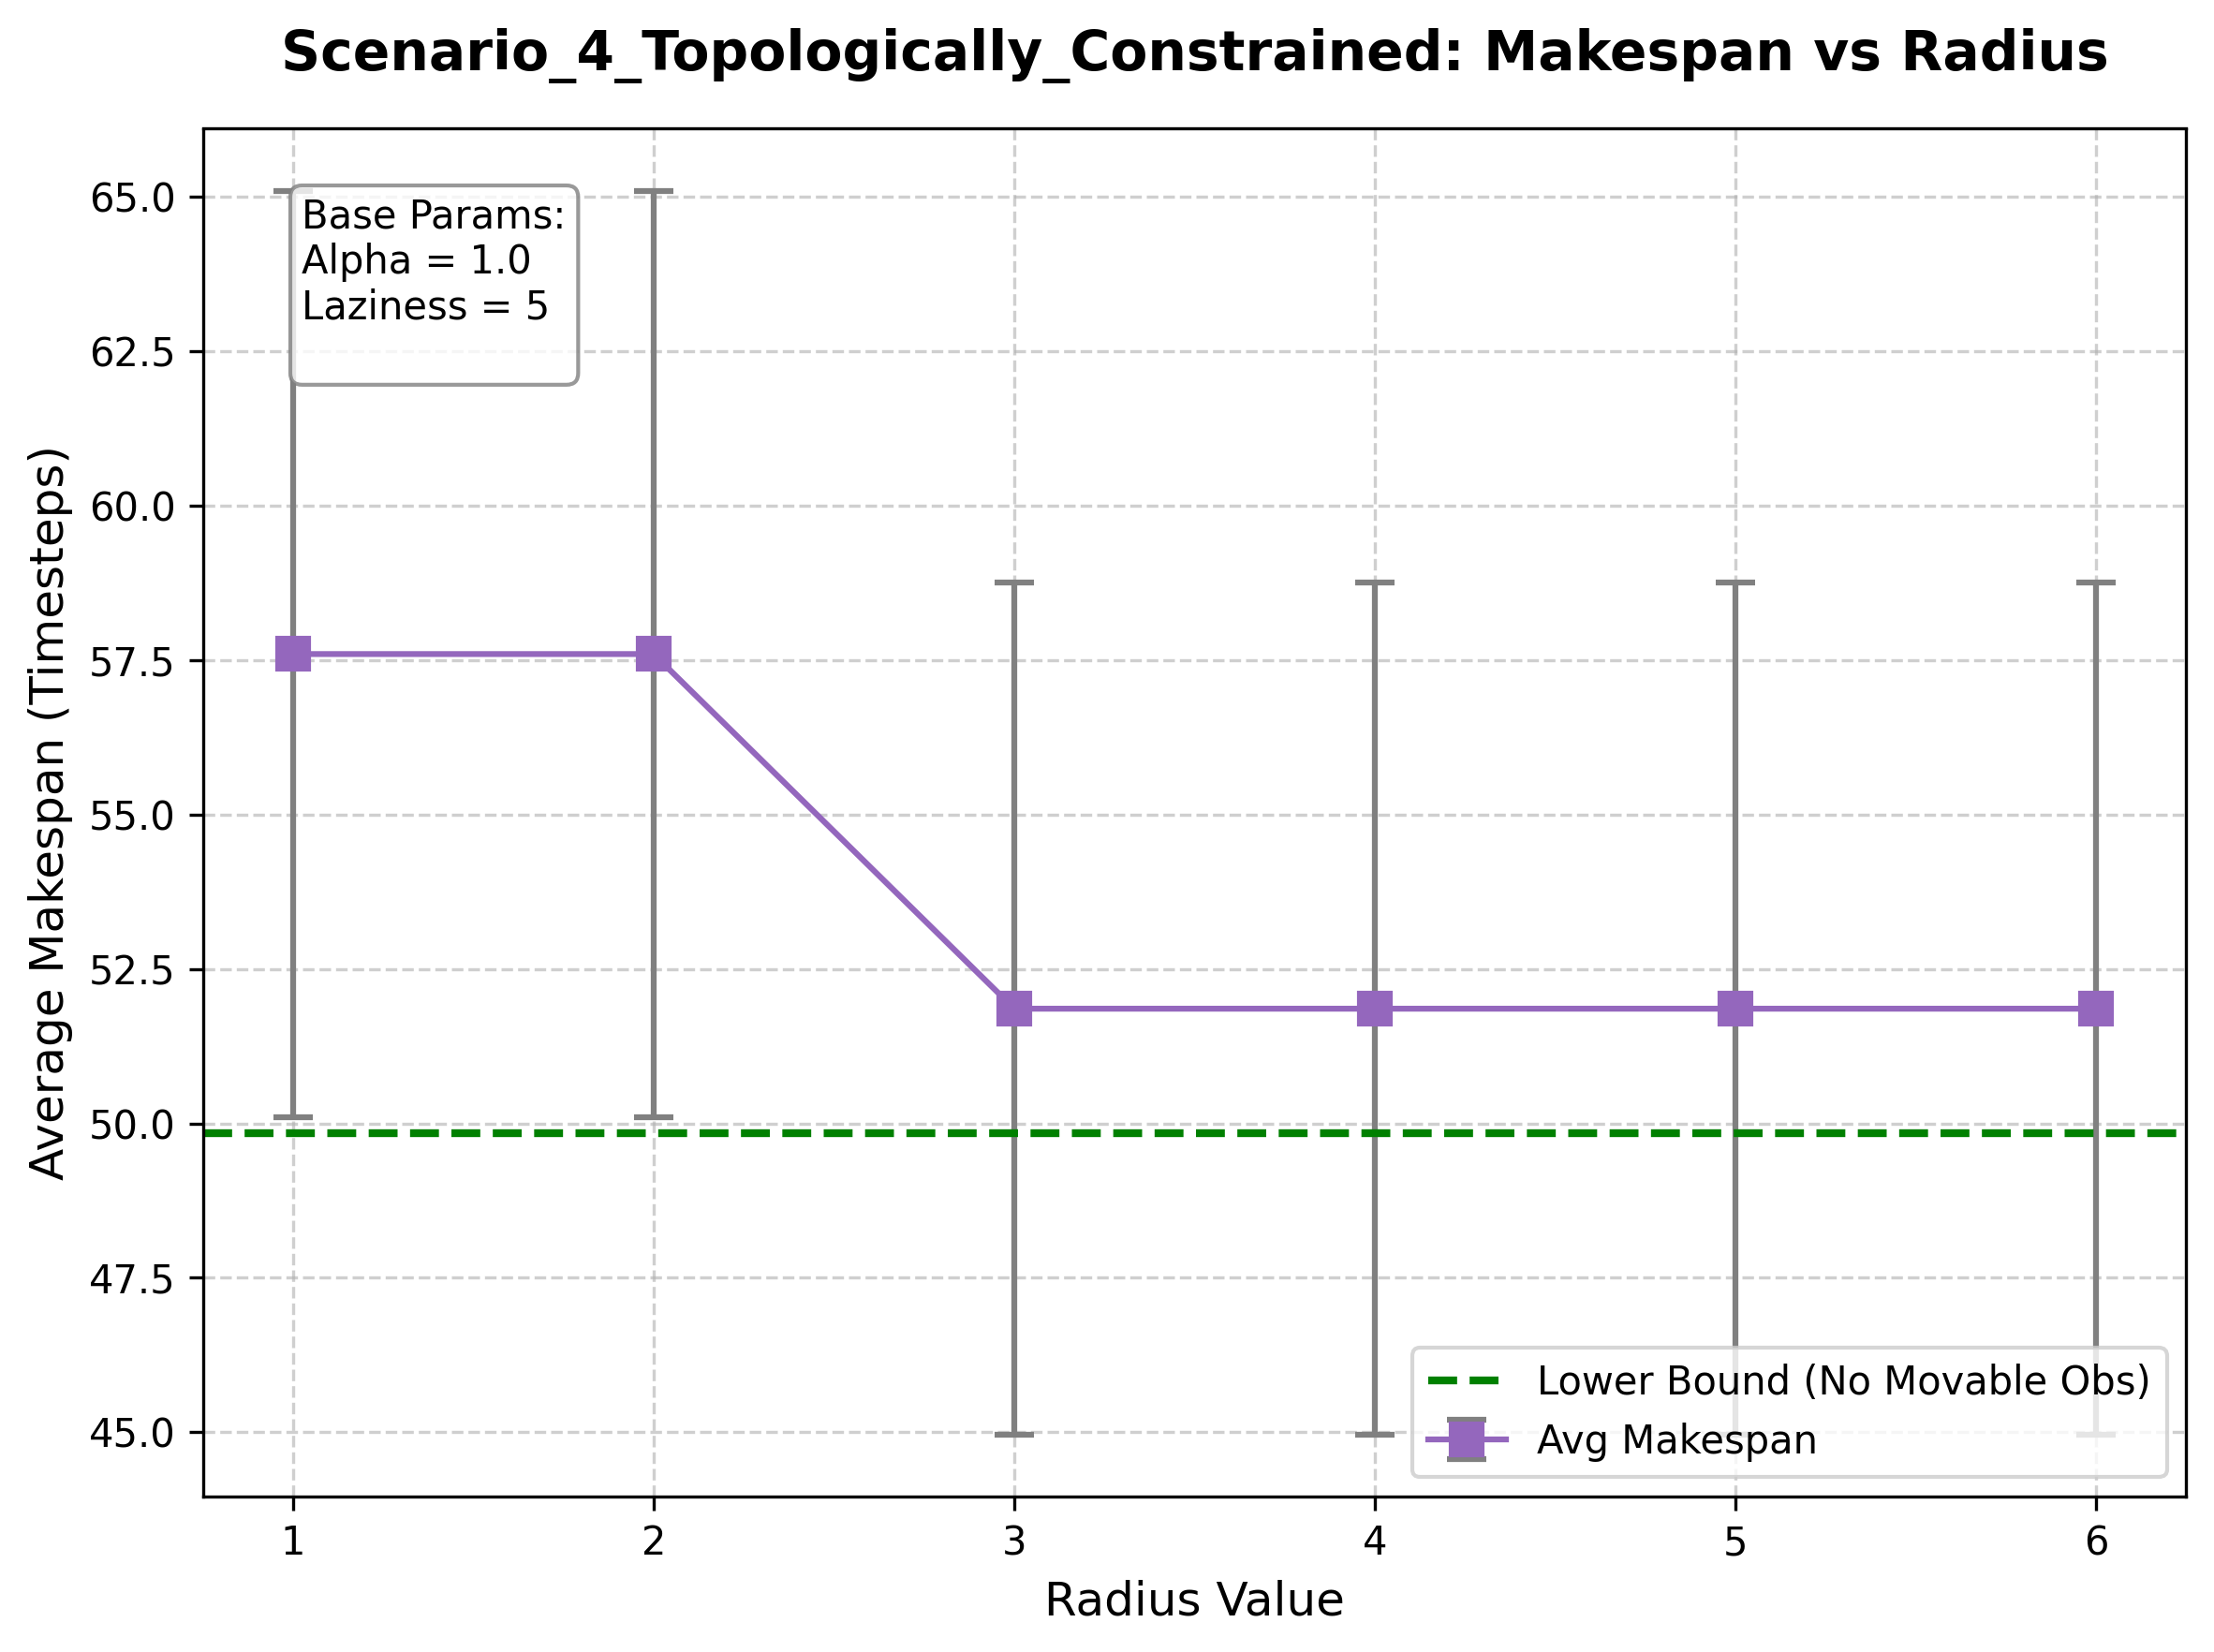 Scenario_4_Topologically_Constrained: Makespan vs Radius
Base Params:
Alpha = 1.0
Laziness = 5
65.0
62.5
60.0
57.5
55.0
52.5
50.0
47.5
45.0
Average Makespan (Timesteps)
Lower Bound (No Movable Obs)
Avg Makespan
1 2 3 4 5 6
Radius Value